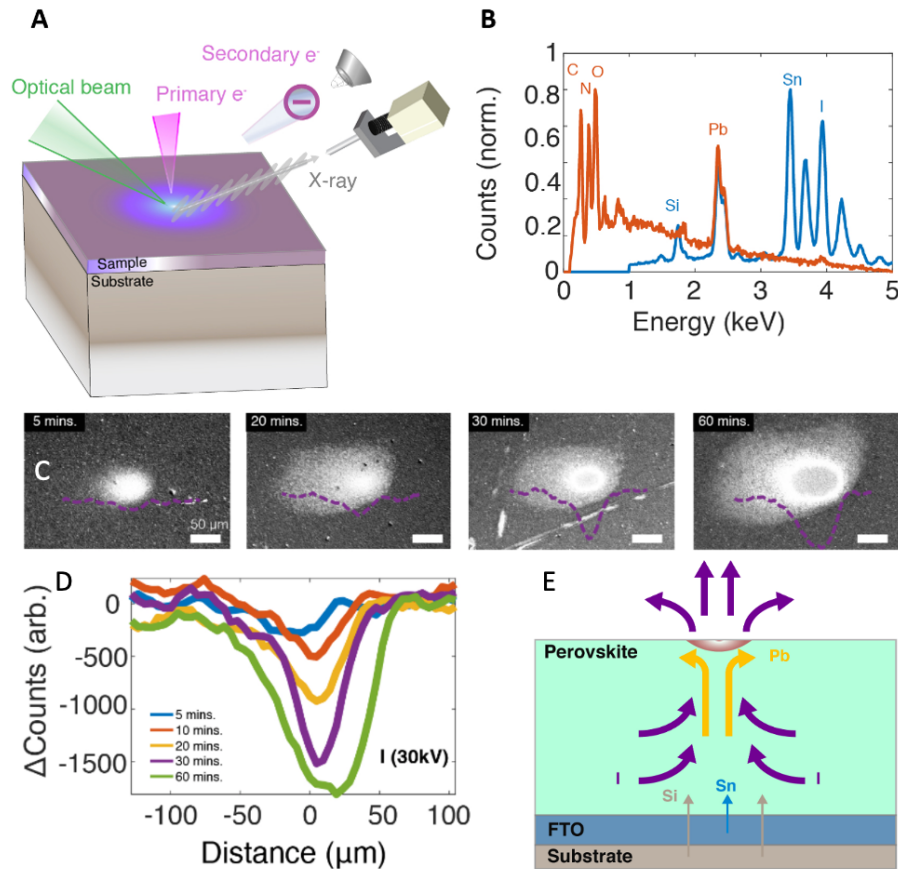 A
Secondary e-
Optical beam
Primary e-
X-ray
Sample
Substrate
B
1
0.8
0.6
0.4
0.2
0
Counts (norm.)
C
N
O
Si
Pb
Sn
I
0 1 2 3 4 5
Energy (keV)
C
5 mins.
50 μm
20 mins.
30 mins.
60 mins.
D
0
-500
-1000
-1500
ΔCounts (arb.)
5 mins.
10 mins.
20 mins.
30 mins.
60 mins.
I (30kV)
-100 -50 0 50 100
Distance (μm)
E
Perovskite
Pb
I
I
Si
Sn
FTO
Substrate